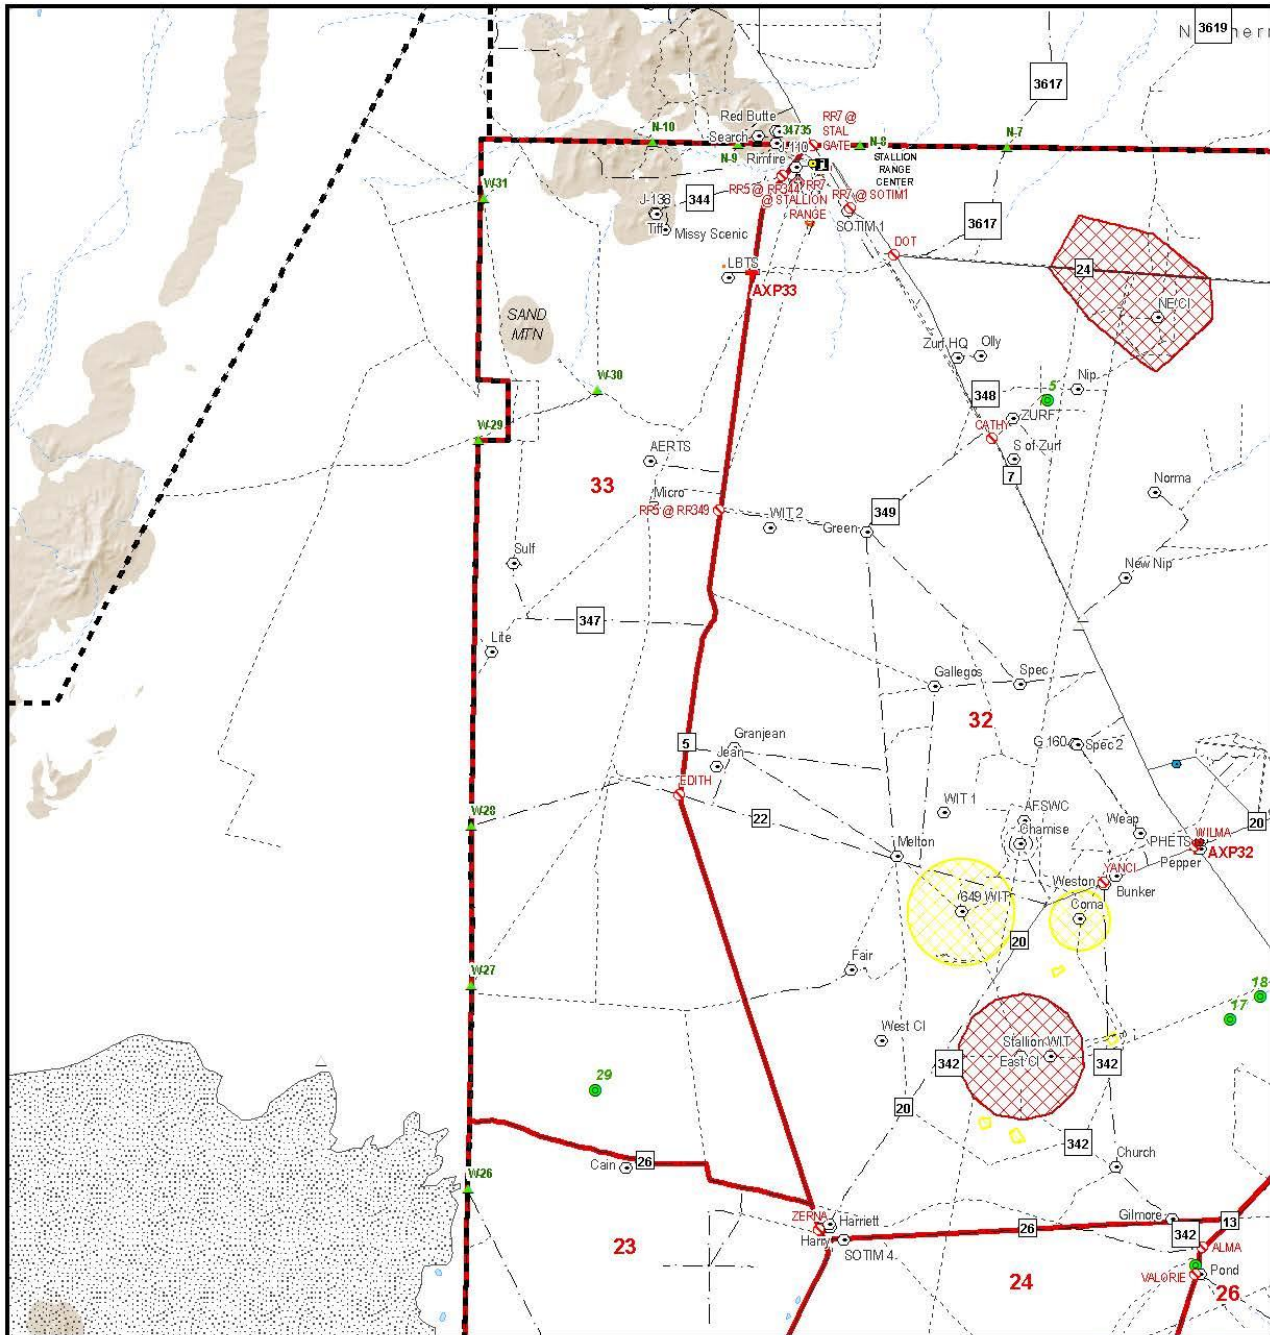 3619
3617
Red Butte
34735
RR7 @
STAL
GATE
N-10
Search
N-9
J-110
N-8
N-7
Rimfire
1
STALLION
RANGE
CENTER
W-31
RR5 @ RR344
RR7
@ STALLION
RANGE
RR7 @ SOTIM1
J-138
344
Tiff
Missy Scenic
SOTIM 1
3617
DOT
LBTS
24
AXP33
NE CI
SAND
MTN
Zurf HQ
Olly
W-30
348
Nip
5
W-29
CATHY
ZURF
AERTS
S of Zurf
7
33
Micro
Norma
RR5 @ RR349
WIT 2
349
Green
Sulf
New Nip
347
Lite
Gallegos
Spec
32
5
Granjean
G 160
Spec 2
Jean
EDITH
W-28
22
WIT 1
AFSWC
Chamise
Weap
20
WILMA
PHETS
Melton
AXP32
Pepper
YANCI
Weston
Bunker
649 WIT
Coma
20
Fair
W-27
18
17
West CI
Stallion WIT
342
East CI
342
29
20
342
26
Cain
Church
W-26
ZERNA
Harriett
Gilmore
13
26
342
Harry
SOTIM 4
23
ALMA
24
VALORIE
Pond
26